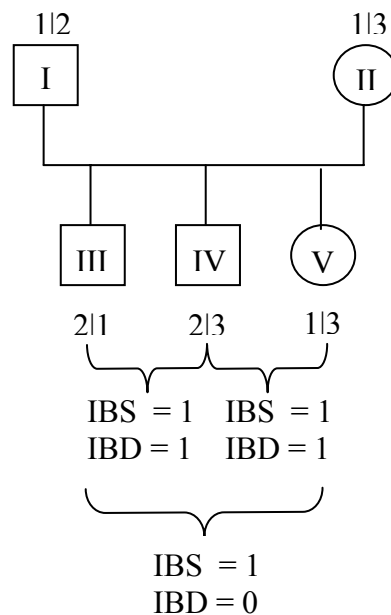 1|2 1|3
I II
III IV V
2|1 2|3 1|3
IBS = 1 IBS = 1
IBD = 1 IBD = 1
IBS = 1
IBD = 0